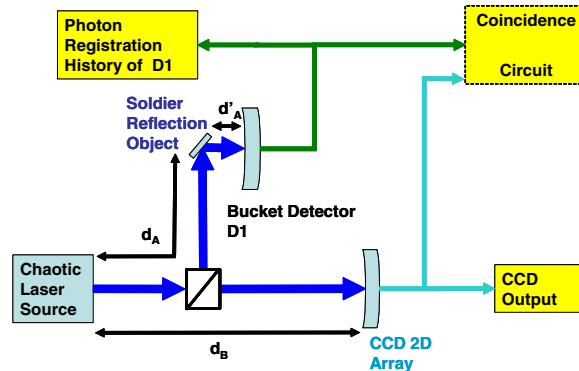 Photon
Registration
History of D1
Coincidence
Circuit
Soldier
Reflection
Object
d'A
Bucket Detector
D1
dA
Chaotic
Laser
Source
CCD
Output
dB
CCD 2D
Array